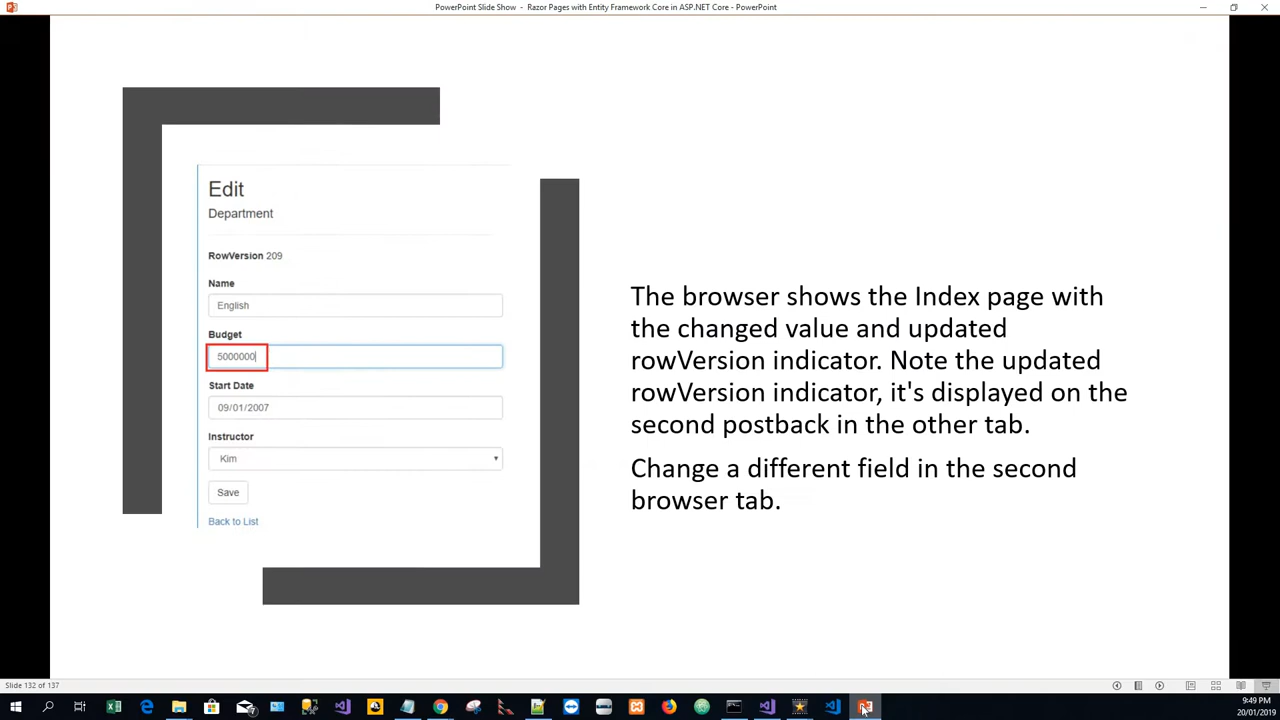 PowerPoint Slide Show - Razor Pages with Entity Framework Core in ASP.NET Core - PowerPoint
Edit
Department
RowVersion 209
Name
English
Budget
5000000
Start Date
09/01/2007
Instructor
Kim
Save
Back to List
The browser shows the Index page with
the changed value and updated
rowVersion indicator. Note the updated
rowVersion indicator, it's displayed on the
second postback in the other tab.
Change a different field in the second
browser tab.
Slide 132 of 137
9:49 PM
20/01/2019